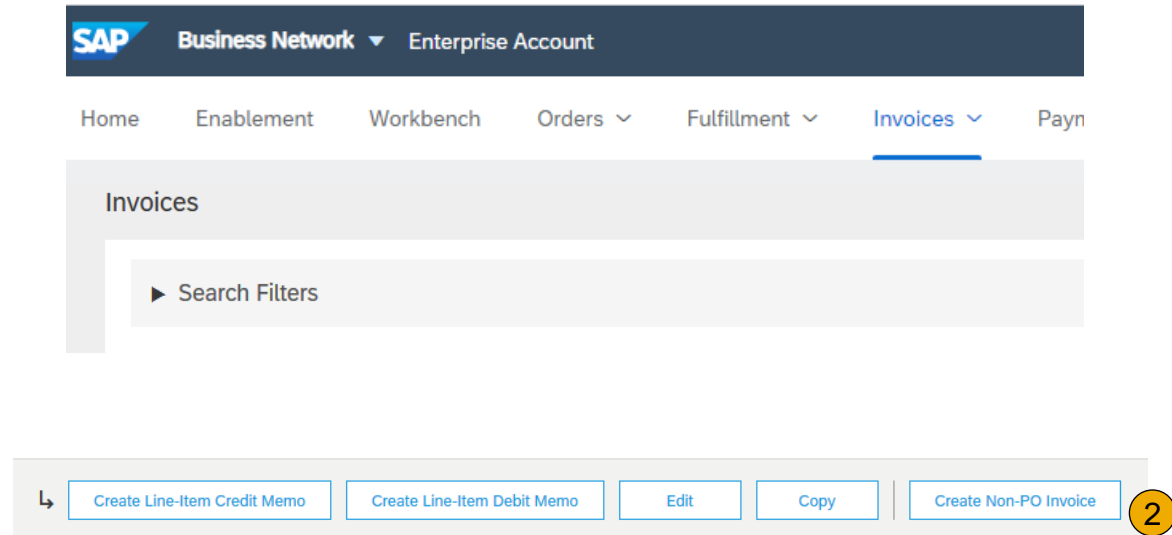 SAP Business Network Enterprise Account
Home Enablement Workbench Orders Fulfillment Invoices Paym
Invoices
Search Filters
Create Line-Item Credit Memo Create Line-Item Debit Memo Edit Copy Create Non-PO Invoice 2